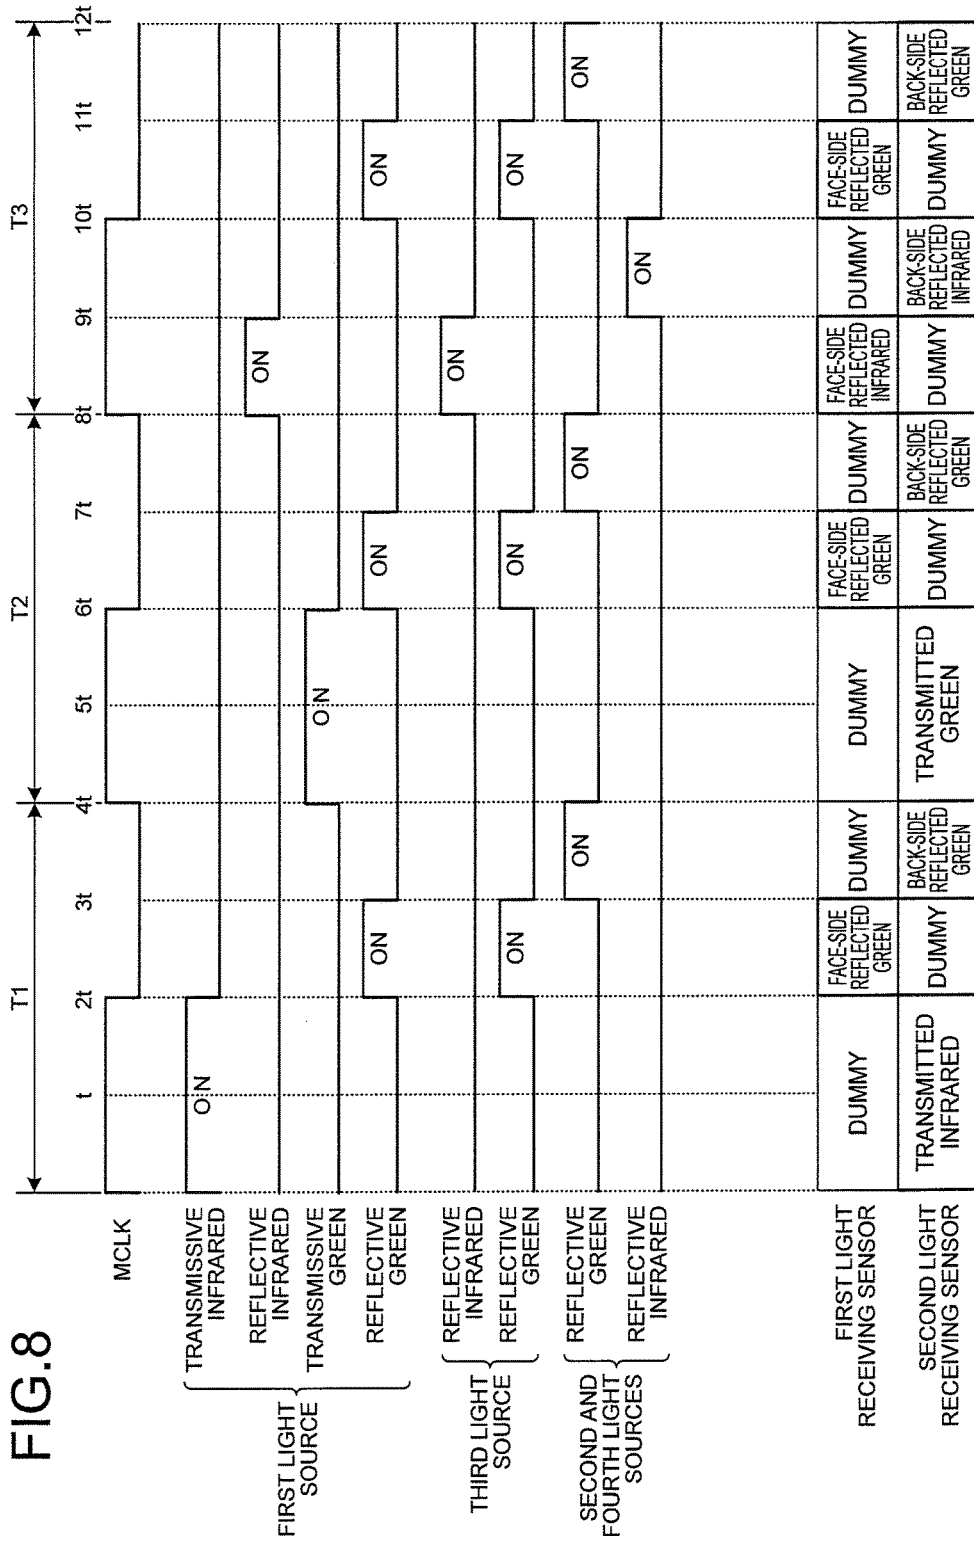 FIG.8
T1
T2
T3
t
2t
3t
4t
5t
6t
7t
8t
9t
10t
11t
12t
MCLK
FIRST LIGHT
SOURCE
TRANSMISSIVE
INFRARED
ON
REFLECTIVE
INFRARED
ON
TRANSMISSIVE
GREEN
ON
REFLECTIVE
GREEN
ON
ON
ON
THIRD LIGHT
SOURCE
REFLECTIVE
INFRARED
ON
REFLECTIVE
GREEN
ON
ON
ON
SECOND AND
FOURTH LIGHT
SOURCES
REFLECTIVE
GREEN
ON
ON
ON
REFLECTIVE
INFRARED
ON
FIRST LIGHT
RECEIVING SENSOR
DUMMY
FACE-SIDE
REFLECTED
GREEN
DUMMY
DUMMY
FACE-SIDE
REFLECTED
GREEN
DUMMY
FACE-SIDE
REFLECTED
INFRARED
DUMMY
FACE-SIDE
REFLECTED
GREEN
DUMMY
SECOND LIGHT
RECEIVING SENSOR
TRANSMITTED
INFRARED
DUMMY
BACK-SIDE
REFLECTED
GREEN
TRANSMITTED
GREEN
DUMMY
BACK-SIDE
REFLECTED
GREEN
DUMMY
BACK-SIDE
REFLECTED
INFRARED
DUMMY
BACK-SIDE
REFLECTED
GREEN